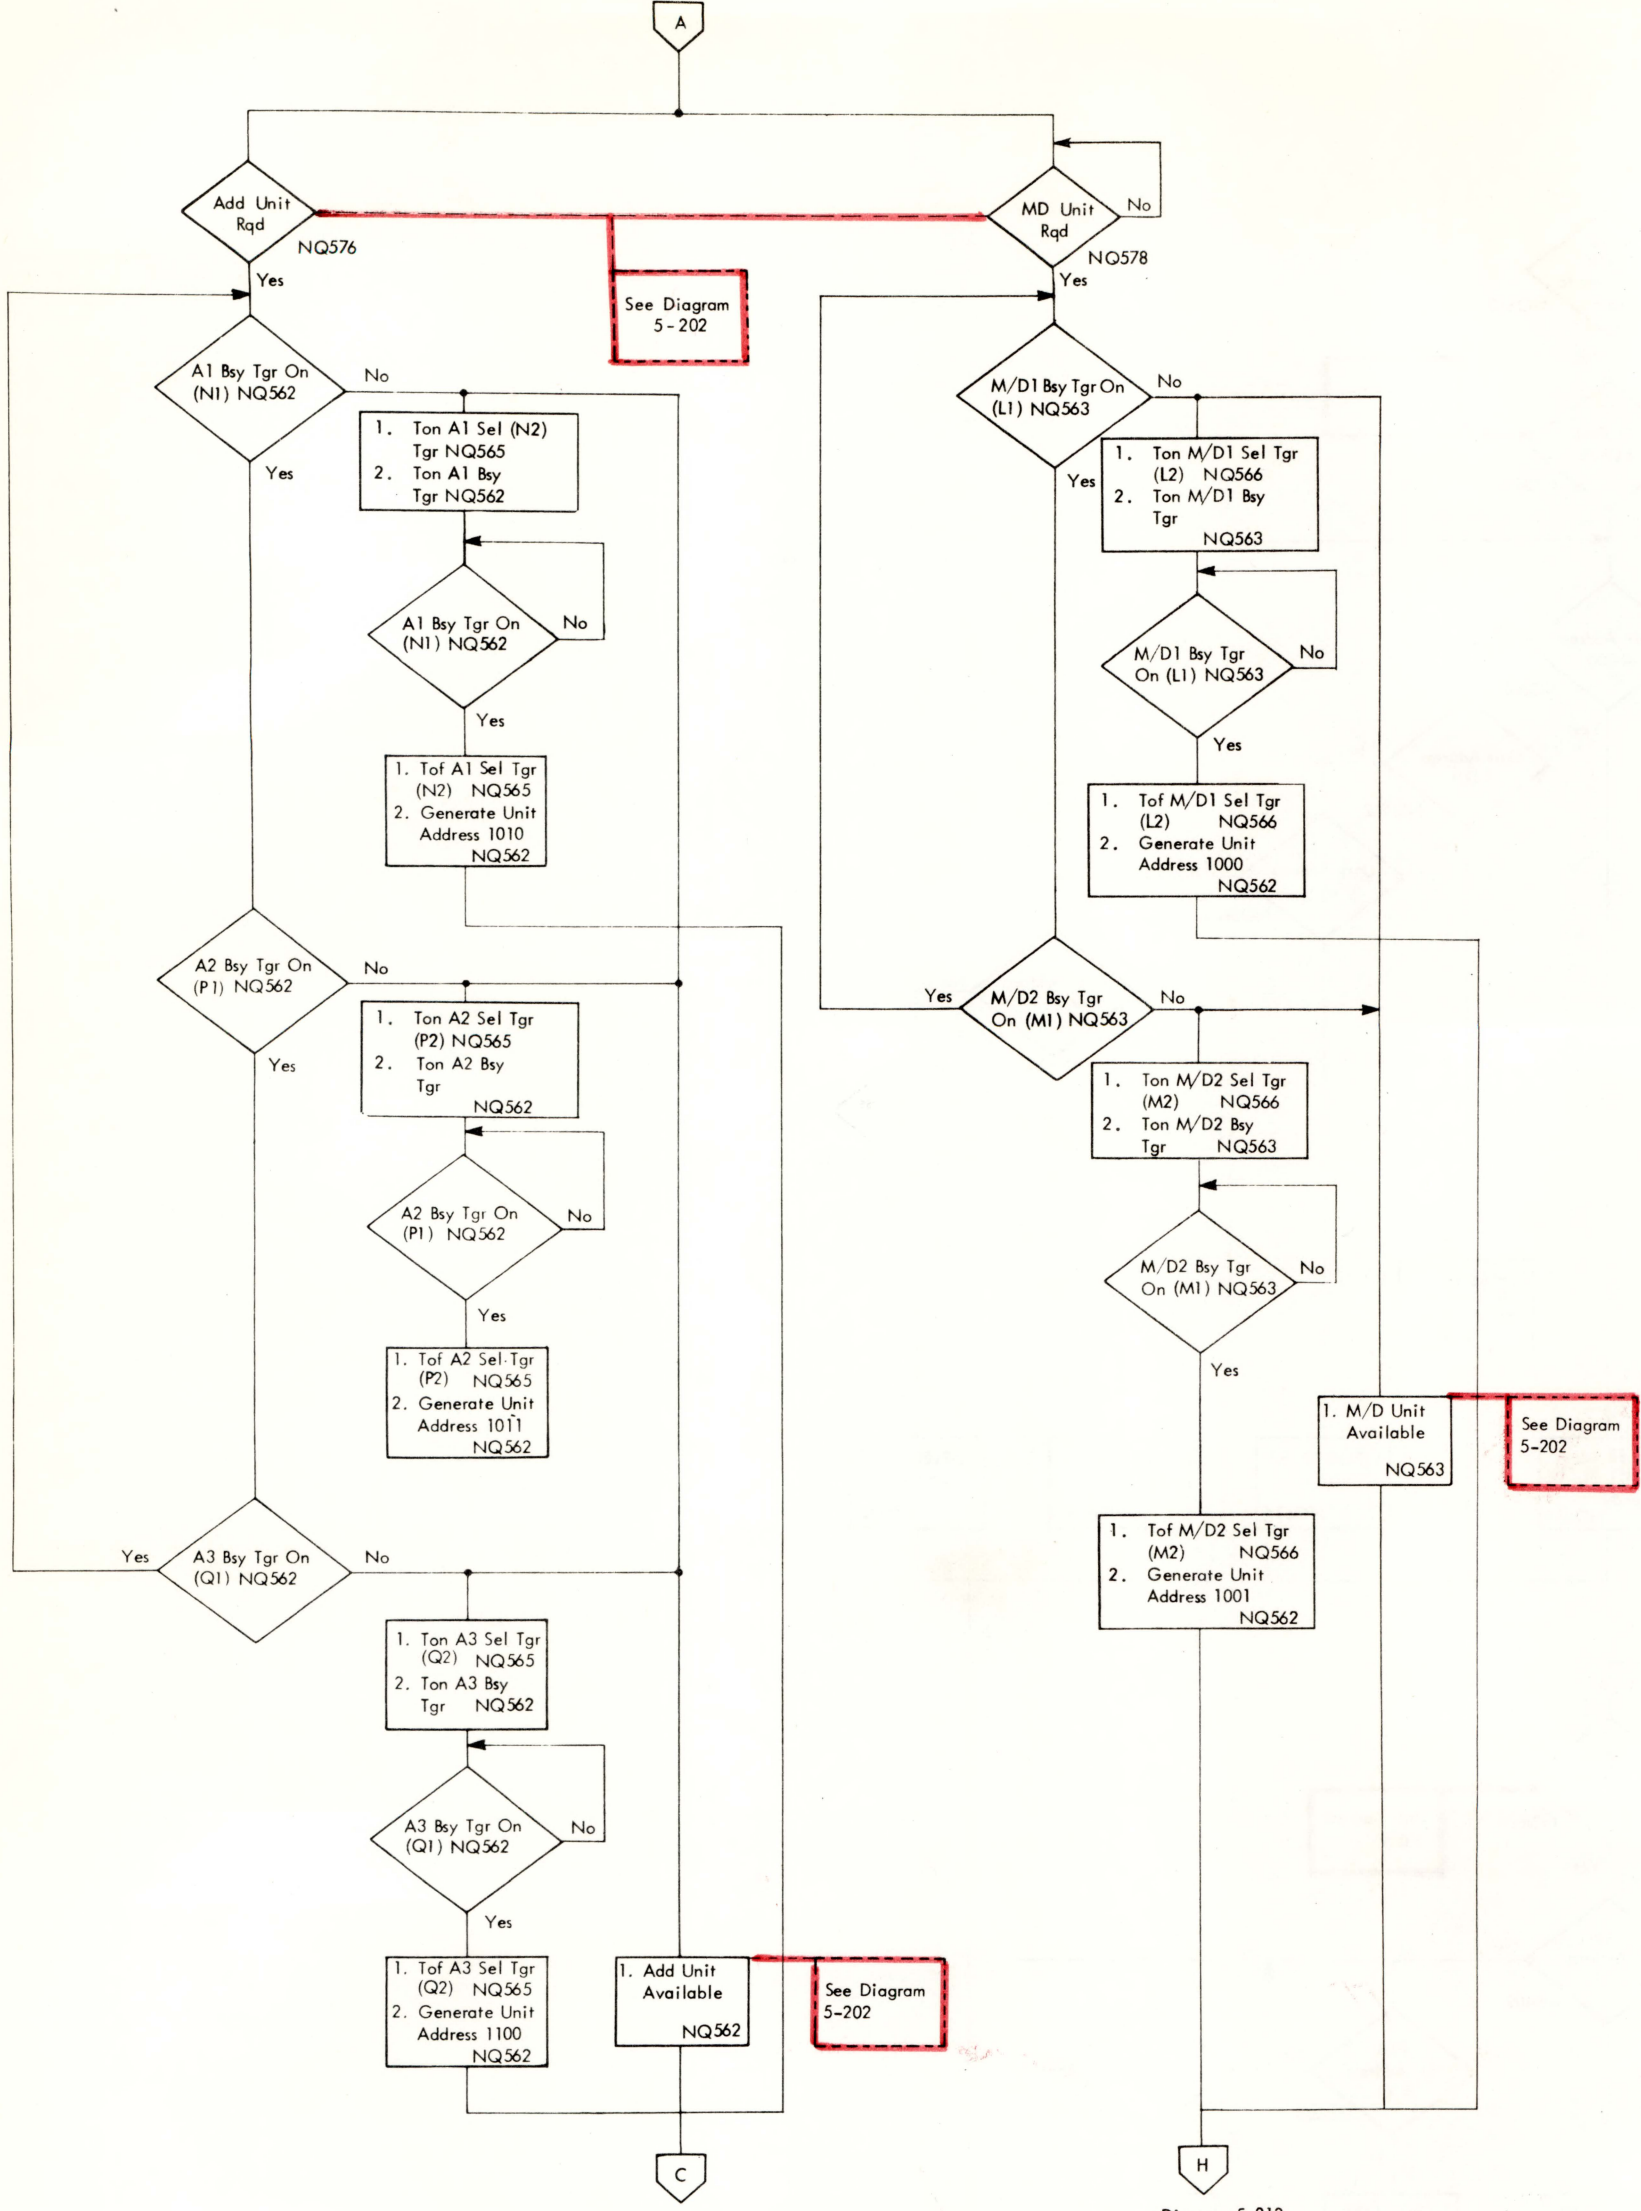 A
Add Unit
Rqd
NQ576
Yes
MD Unit
Rqd
No
NQ578
Yes
See Diagram
5-202
A1 Bsy Tgr On
(N1) NQ562
No
Yes
1. Ton A1 Sel (N2)
Tgr NQ565
2. Ton A1 Bsy
Tgr NQ562
A1 Bsy Tgr On
(N1) NQ562
No
Yes
1. Tof A1 Sel Tgr
(N2) NQ565
2. Generate Unit
Address 1010
NQ562
A2 Bsy Tgr On
(P1) NQ562
No
Yes
1. Ton A2 Sel Tgr
(P2) NQ565
2. Ton A2 Bsy
Tgr
NQ562
A2 Bsy Tgr On
(P1) NQ562
No
Yes
1. Tof A2 Sel Tgr
(P2) NQ565
2. Generate Unit
Address 1011
NQ562
Yes
A3 Bsy Tgr On
(Q1) NQ562
No
1. Ton A3 Sel Tgr
(Q2) NQ565
2. Ton A3 Bsy
Tgr NQ562
A3 Bsy Tgr On
(Q1) NQ562
No
Yes
1. Tof A3 Sel Tgr
(Q2) NQ565
2. Generate Unit
Address 1100
NQ562
1. Add Unit
Available
NQ562
See Diagram
5-202
C
M/D1 Bsy Tgr On
(L1) NQ563
No
Yes
1. Ton M/D1 Sel Tgr
(L2) NQ566
2. Ton M/D1 Bsy
Tgr
NQ563
M/D1 Bsy Tgr
On (L1) NQ563
No
Yes
1. Tof M/D1 Sel Tgr
(L2) NQ566
2. Generate Unit
Address 1000
NQ562
Yes
M/D2 Bsy Tgr
On (M1) NQ563
No
1. Ton M/D2 Sel Tgr
(M2) NQ566
2. Ton M/D2 Bsy
Tgr NQ563
M/D2 Bsy Tgr
On (M1) NQ563
No
Yes
1. M/D Unit
Available
NQ563
See Diagram
5-202
1. Tof M/D2 Sel Tgr
(M2) NQ566
2. Generate Unit
Address 1001
NQ562
H